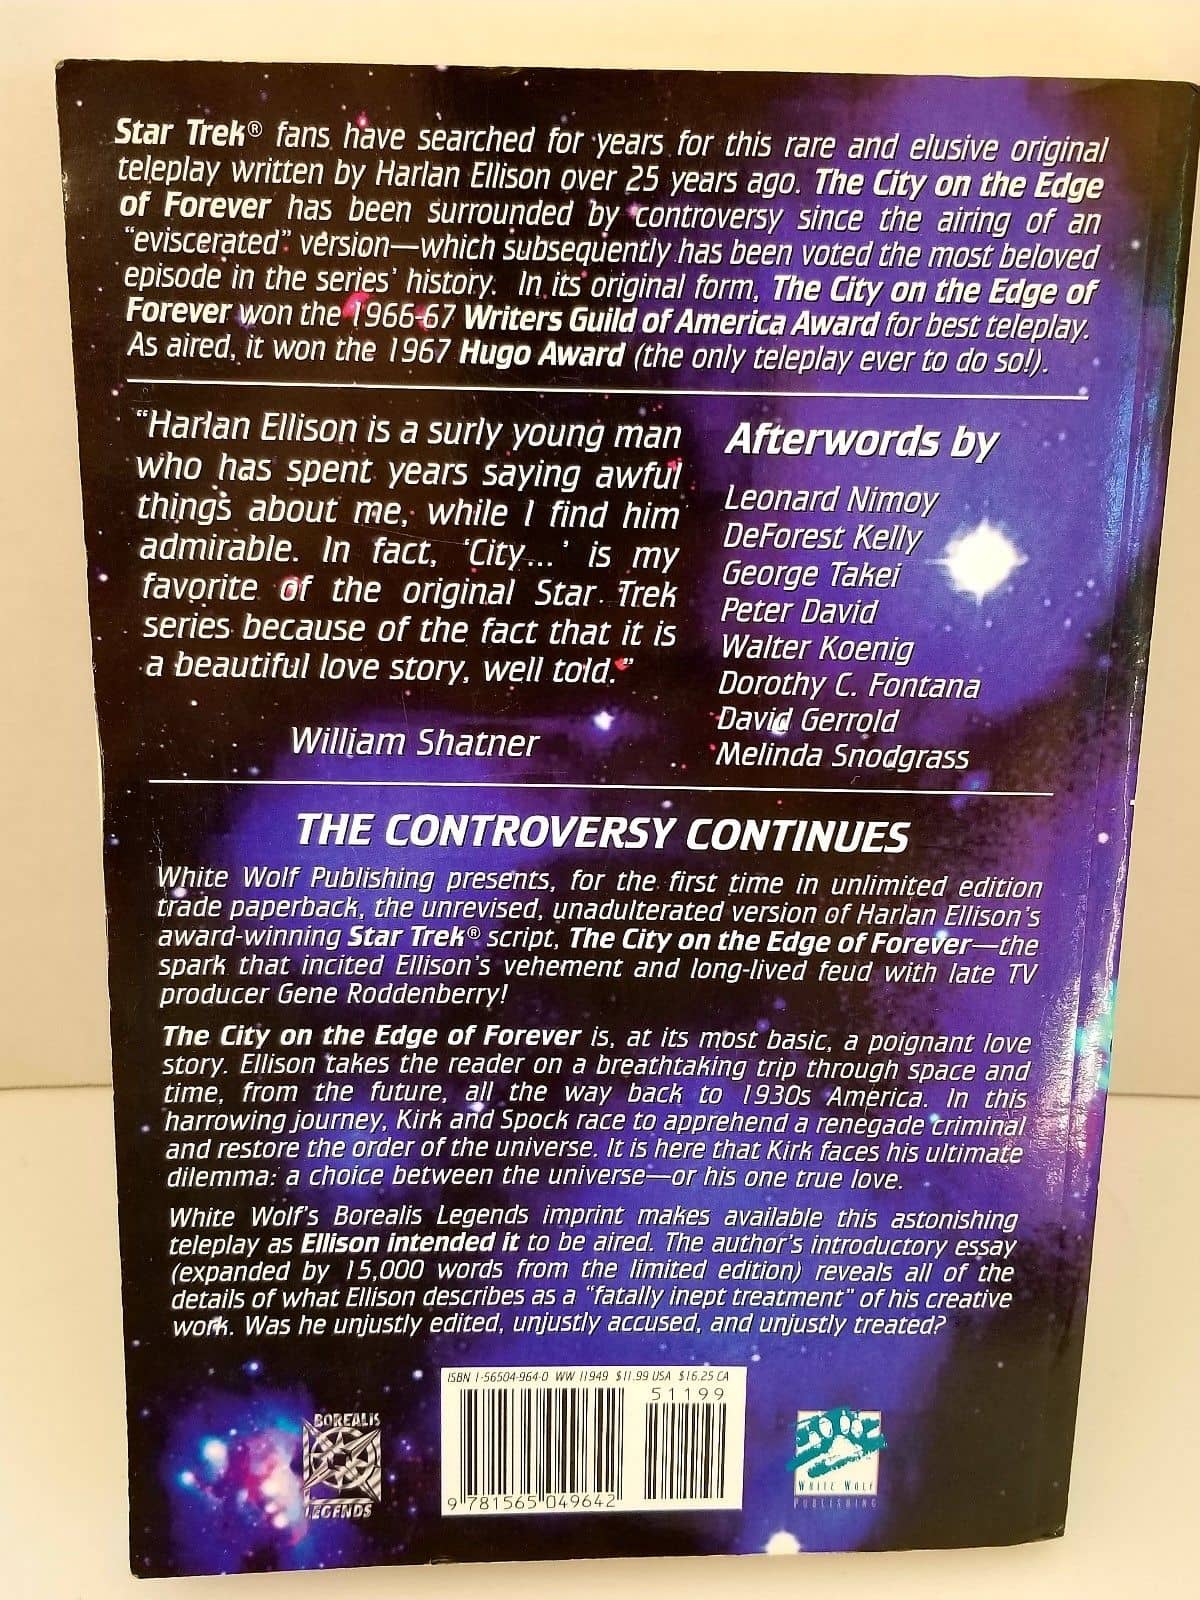 Star Trek® fans have searched for years for this rare and elusive original
teleplay written by Harlan Ellison over 25 years ago. The City on the Edge
of Forever has been surrounded by controversy since the airing of an
“eviscerated” version—which subsequently has been voted the most beloved
episode in the series’ history. In its original form, The City on the Edge of
Forever won the 1966-67 Writers Guild of America Award for best teleplay.
As aired, it won the 1967 Hugo Award (the only teleplay ever to do so!).
“Harlan Ellison is a surly young man
who has spent years saying awful
things about me, while I find him
admirable. In fact, ‘City...’ is my
favorite of the original Star Trek
series because of the fact that it is
a beautiful love story, well told.”
William Shatner
Afterwords by
Leonard Nimoy
DeForest Kelly
George Takei
Peter David
Walter Koenig
Dorothy C. Fontana
David Gerrold
Melinda Snodgrass
THE CONTROVERSY CONTINUES
White Wolf Publishing presents, for the first time in unlimited edition
trade paperback, the unrevised, unadulterated version of Harlan Ellison’s
award-winning Star Trek® script, The City on the Edge of Forever—the
spark that incited Ellison’s vehement and long-lived feud with late TV
producer Gene Roddenberry!
The City on the Edge of Forever is, at its most basic, a poignant love
story. Ellison takes the reader on a breathtaking trip through space and
time, from the future, all the way back to 1930s America. In this
harrowing journey, Kirk and Spock race to apprehend a renegade criminal
and restore the order of the universe. It is here that Kirk faces his ultimate
dilemma: a choice between the universe—or his one true love.
White Wolf’s Borealis Legends imprint makes available this astonishing
teleplay as Ellison intended it to be aired. The author’s introductory essay
(expanded by 15,000 words from the limited edition) reveals all of the
details of what Ellison describes as a “fatally inept treatment” of his creative
work. Was he unjustly edited, unjustly accused, and unjustly treated?
BOREALIS
LEGENDS
ISBN 1-56504-964-0 WW 11949 $11.99 USA $16.25 CA
51199
9 781565 049642
WHITE WOLF
PUBLISHING